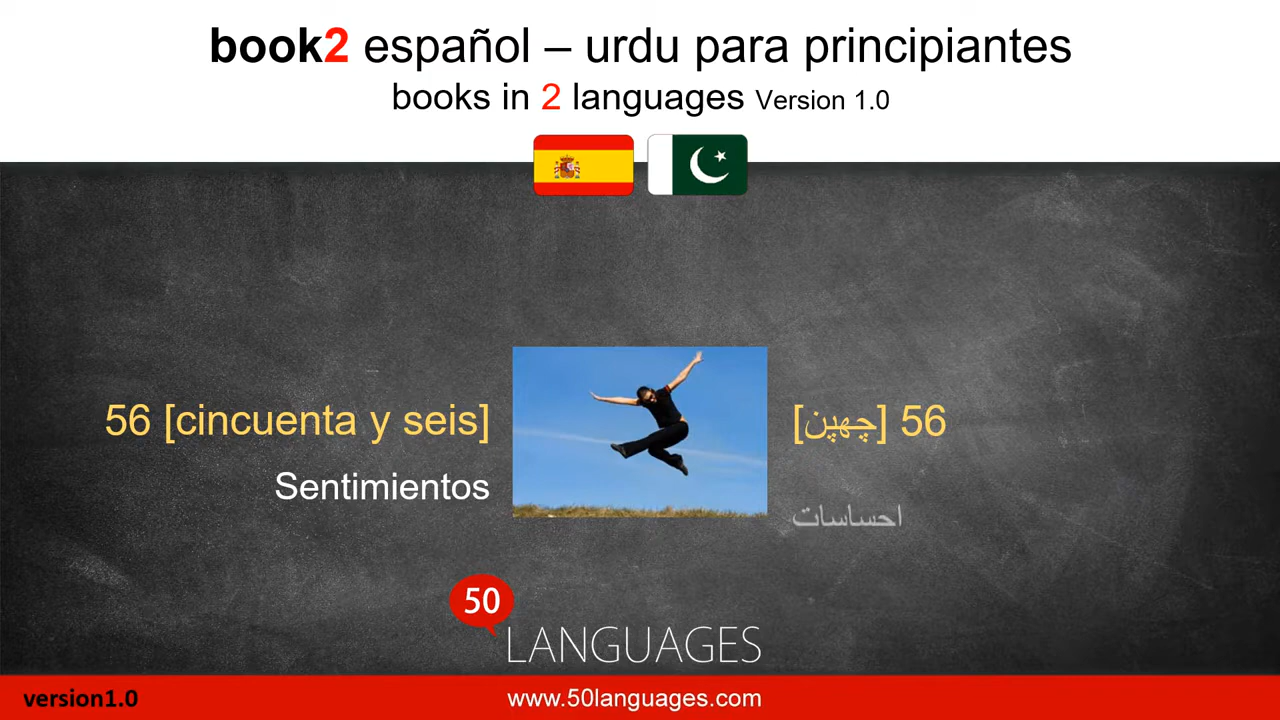 book2 español – urdu para principiantes
books in 2 languages Version 1.0
56 [cincuenta y seis]
Sentimientos
56 [چھپن]
احساسات
50
LANGUAGES
version1.0
www.50languages.com